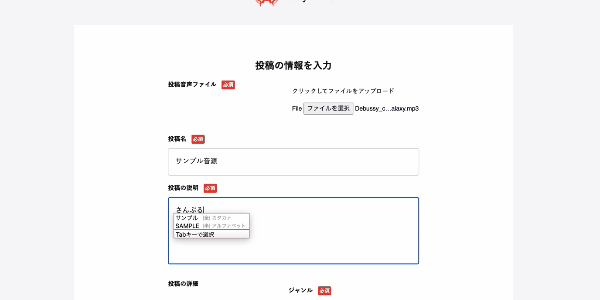 投稿の情報を入力
投稿音声ファイル 必須
クリックしてファイルをアップロード
File ファイルを選択 Debussy_c...alaxy.mp3
投稿名 必須
サンプル音源
投稿の説明 必須
さんぷる
サンプル [全] カタカナ
SAMPLE [半] アルファベット
Tabキーで選択
投稿の詳細
ジャンル 必須